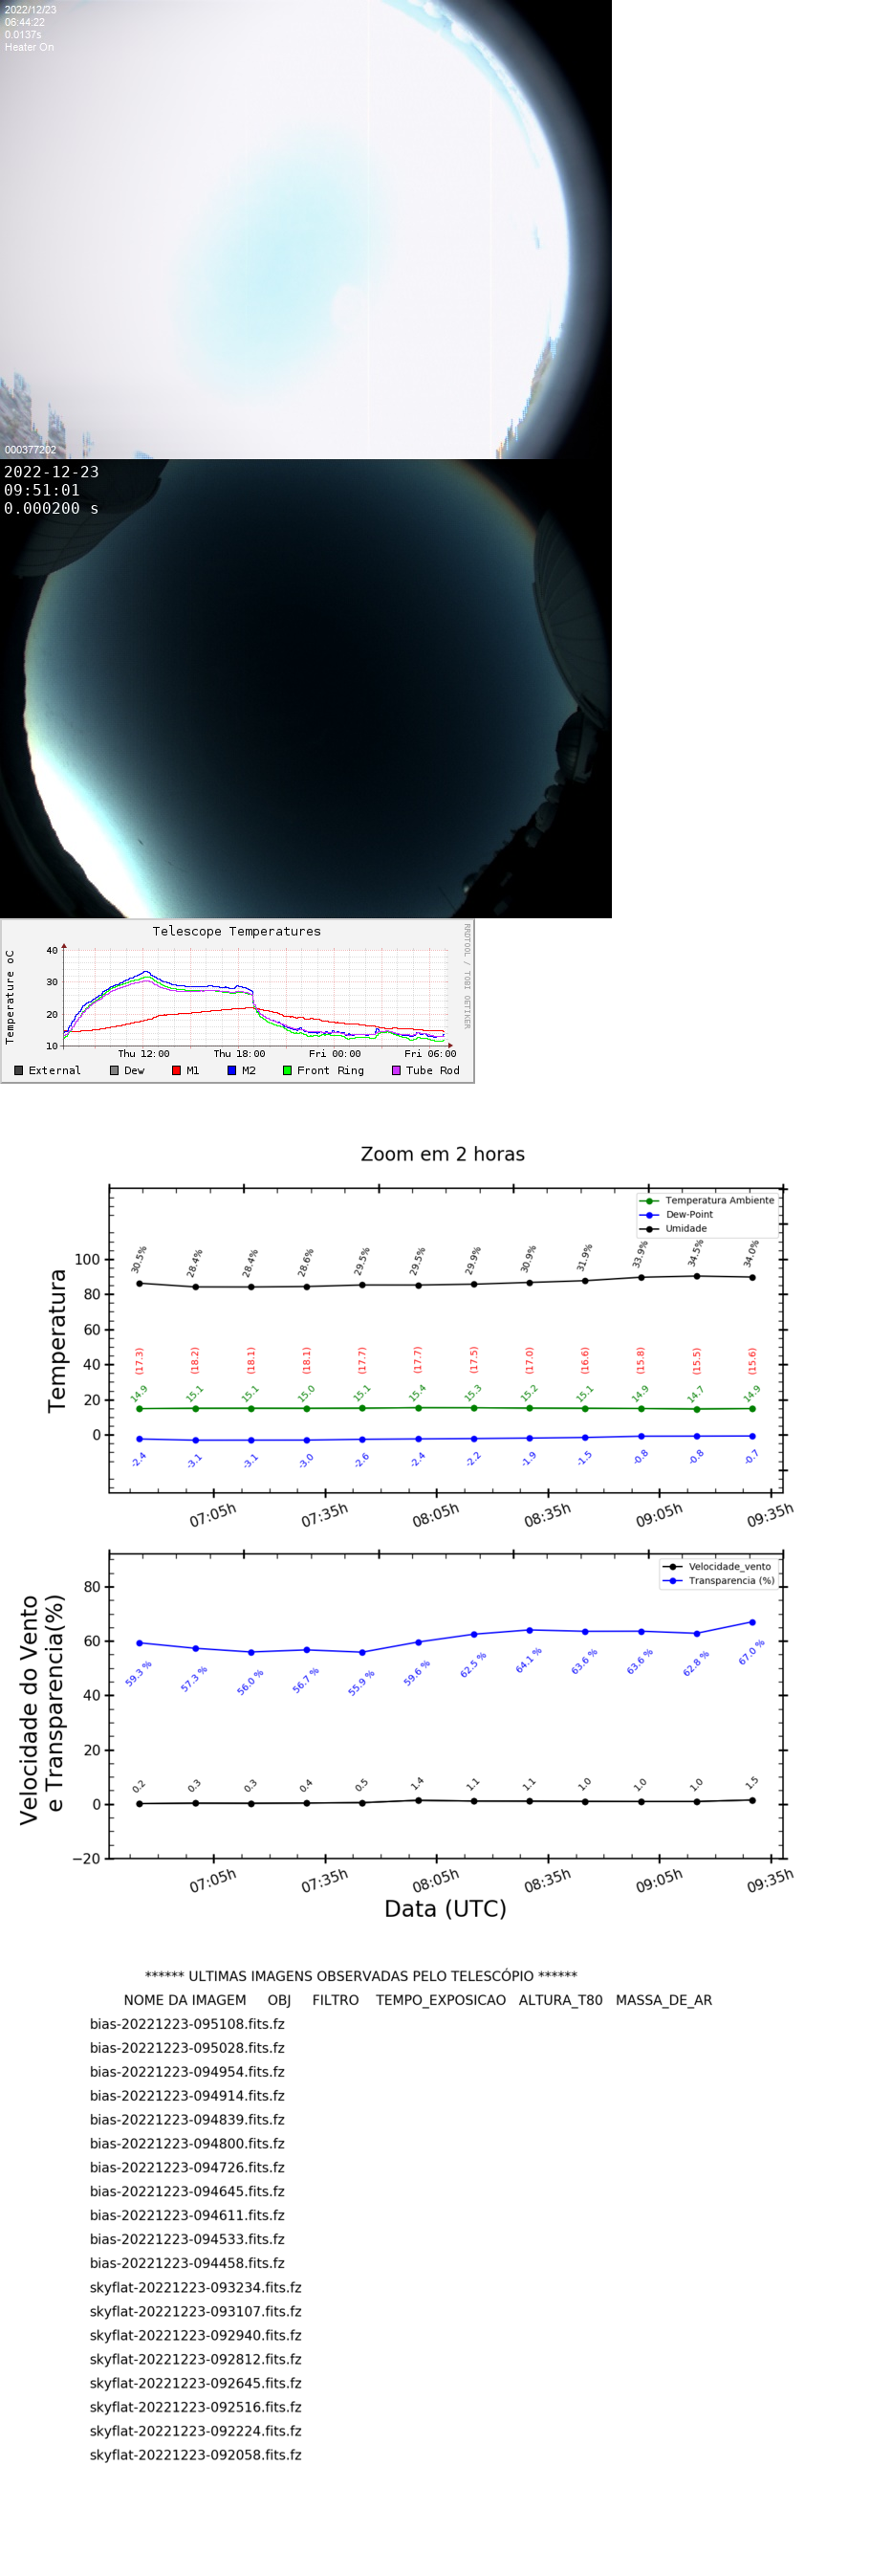 2022/12/23
06:44:22
0.0137s
Heater On
000377202
2022-12-23
09:51:01
0.000200 s
Telescope Temperatures
RRDTOOL / TOBI OETIKER
Temperature oC
40
30
20
10
Thu 12:00 Thu 18:00 Fri 00:00 Fri 06:00
External Dew M1 M2 Front Ring Tube Rod
Zoom em 2 horas
Temperatura Ambiente
Dew-Point
Umidade
Temperatura
100
80
60
40
20
0
30.5% 28.4% 28.4% 28.6% 29.5% 29.5% 29.9% 30.9% 31.9% 33.9% 34.5% 34.0%
(17.3) (18.2) (18.1) (18.1) (17.7) (17.7) (17.5) (17.0) (16.6) (15.8) (15.5) (15.6)
14.9 15.1 15.1 15.0 15.1 15.4 15.3 15.2 15.1 14.9 14.7 14.9
-2.4 -3.1 -3.1 -3.0 -2.6 -2.4 -2.2 -1.9 -1.5 -0.8 -0.8 -0.7
07:05h 07:35h 08:05h 08:35h 09:05h 09:35h
Velocidade_vento
Transparencia (%)
Velocidade do Vento
e Transparencia(%)
80
60
40
20
0
−20
59.3 % 57.3 % 56.0 % 56.7 % 55.9 % 59.6 % 62.5 % 64.1 % 63.6 % 63.6 % 62.8 % 67.0 %
0.2 0.3 0.3 0.4 0.5 1.4 1.1 1.1 1.0 1.0 1.0 1.5
07:05h 07:35h 08:05h 08:35h 09:05h 09:35h
Data (UTC)
****** ULTIMAS IMAGENS OBSERVADAS PELO TELESCÓPIO ******
NOME DA IMAGEM OBJ FILTRO TEMPO_EXPOSICAO ALTURA_T80 MASSA_DE_AR
bias-20221223-095108.fits.fz
bias-20221223-095028.fits.fz
bias-20221223-094954.fits.fz
bias-20221223-094914.fits.fz
bias-20221223-094839.fits.fz
bias-20221223-094800.fits.fz
bias-20221223-094726.fits.fz
bias-20221223-094645.fits.fz
bias-20221223-094611.fits.fz
bias-20221223-094533.fits.fz
bias-20221223-094458.fits.fz
skyflat-20221223-093234.fits.fz
skyflat-20221223-093107.fits.fz
skyflat-20221223-092940.fits.fz
skyflat-20221223-092812.fits.fz
skyflat-20221223-092645.fits.fz
skyflat-20221223-092516.fits.fz
skyflat-20221223-092224.fits.fz
skyflat-20221223-092058.fits.fz